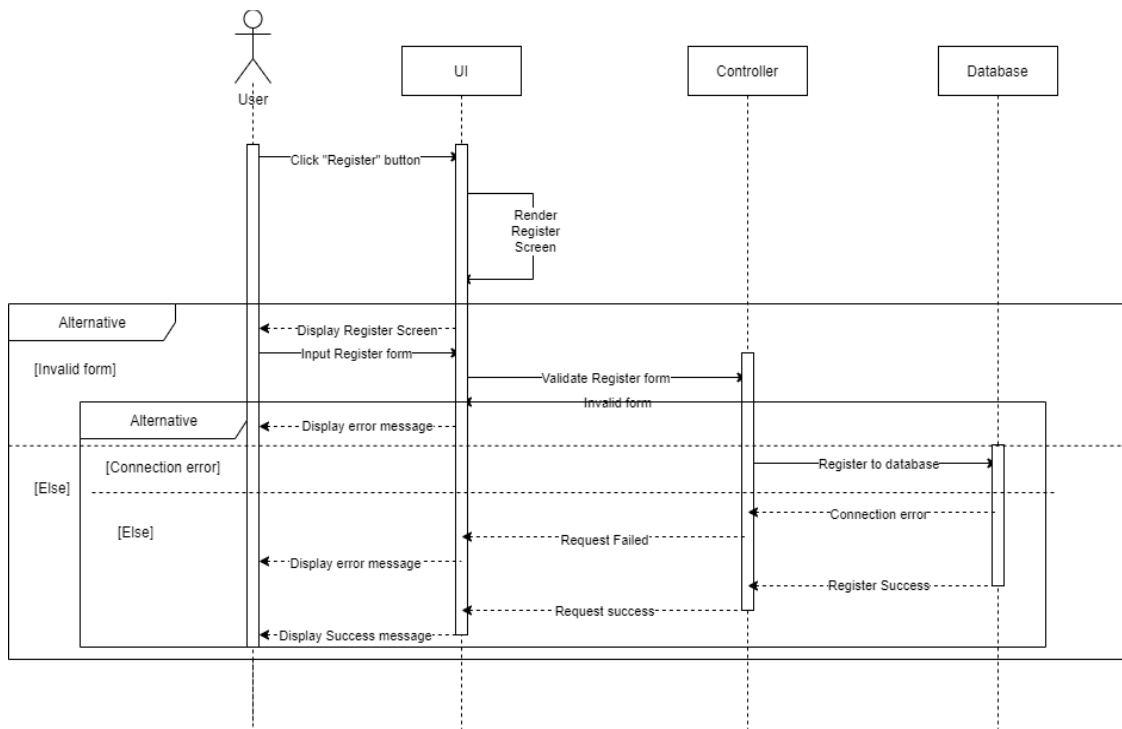 User
UI
Controller
Database
Click "Register" button
Render
Register
Screen
Alternative
Display Register Screen
Input Register form
[Invalid form]
Validate Register form
Invalid form
Alternative
Display error message
[Connection error]
Register to database
[Else]
Connection error
[Else]
Request Failed
Display error message
Register Success
Request success
Display Success message